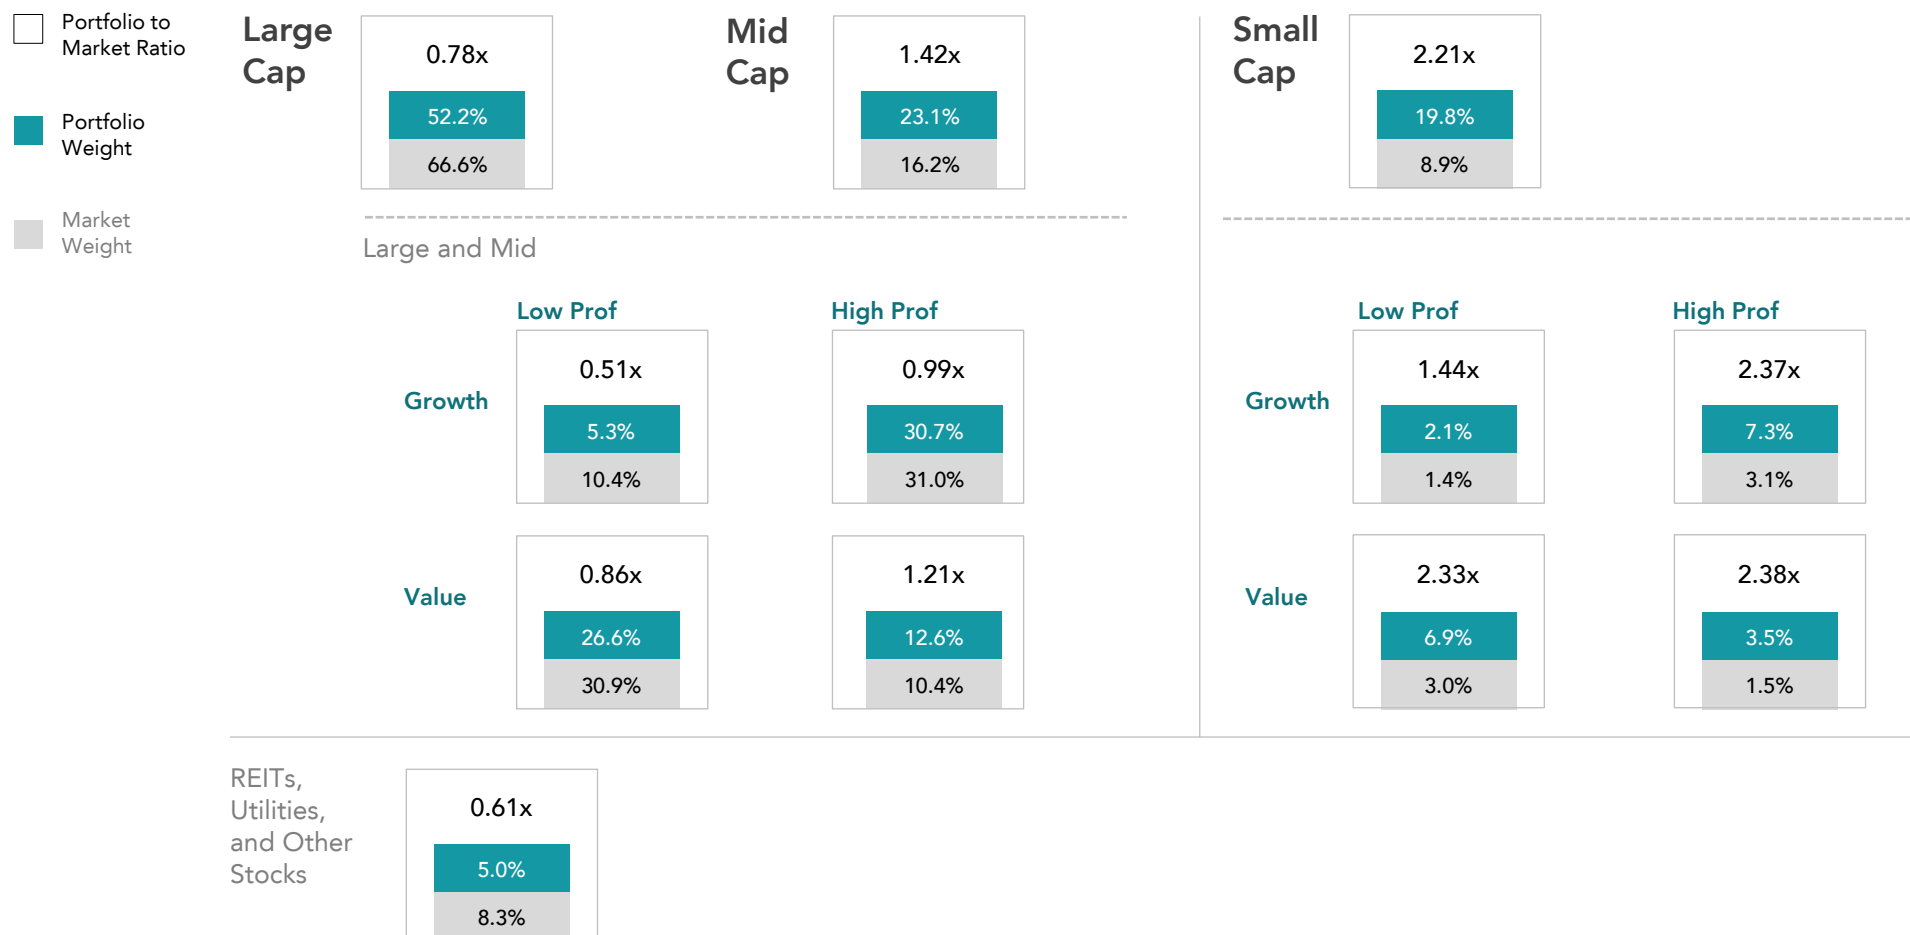 Portfolio to
Market Ratio
Portfolio
Weight
Market
Weight
Large
Cap
0.78x
52.2%
66.6%
Mid
Cap
1.42x
23.1%
16.2%
Small
Cap
2.21x
19.8%
8.9%
Large and Mid
Low Prof
High Prof
Growth
0.51x
5.3%
10.4%
0.99x
30.7%
31.0%
Value
0.86x
26.6%
30.9%
1.21x
12.6%
10.4%
Low Prof
High Prof
Growth
1.44x
2.1%
1.4%
2.37x
7.3%
3.1%
Value
2.33x
6.9%
3.0%
2.38x
3.5%
1.5%
REITs,
Utilities,
and Other
Stocks
0.61x
5.0%
8.3%